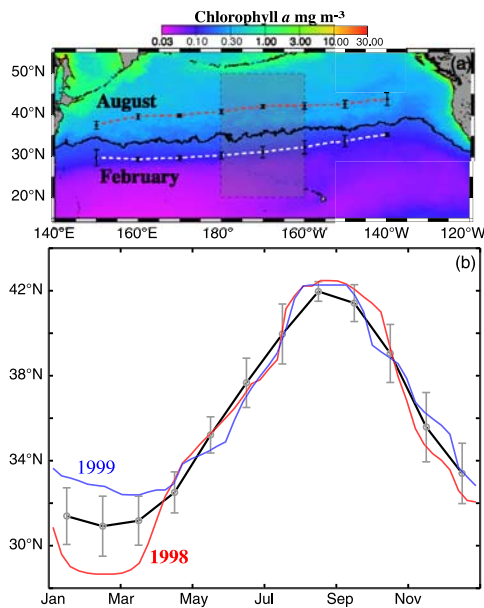 Chlorophyll a mg m-3
0.03 0.10 0.30 1.00 3.00 10.00 30.00
(a)
50°N
August
40°N
30°N
February
20°N
140°E 160°E 180° 160°W 140°W 120°W
(b)
42°N
38°N
34°N
1999
30°N
1998
Jan Mar May Jul Sep Nov